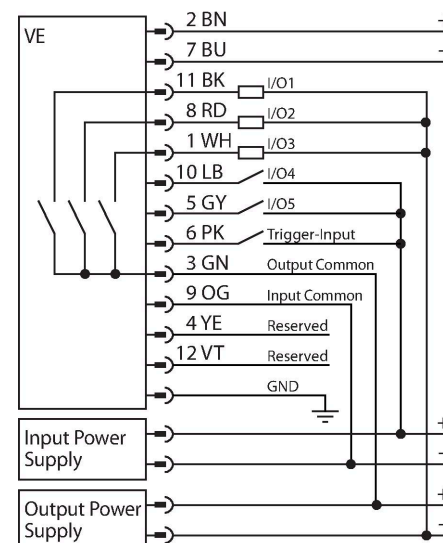 VE
2 BN +
7 BU -
11 BK I/O1
8 RD I/O2
1 WH I/O3
10 LB I/O4
5 GY I/O5
6 PK Trigger-Input
3 GN Output Common
9 OG Input Common
4 YE Reserved
12 VT Reserved
GND
Input Power +
Supply -
Output Power +
Supply -